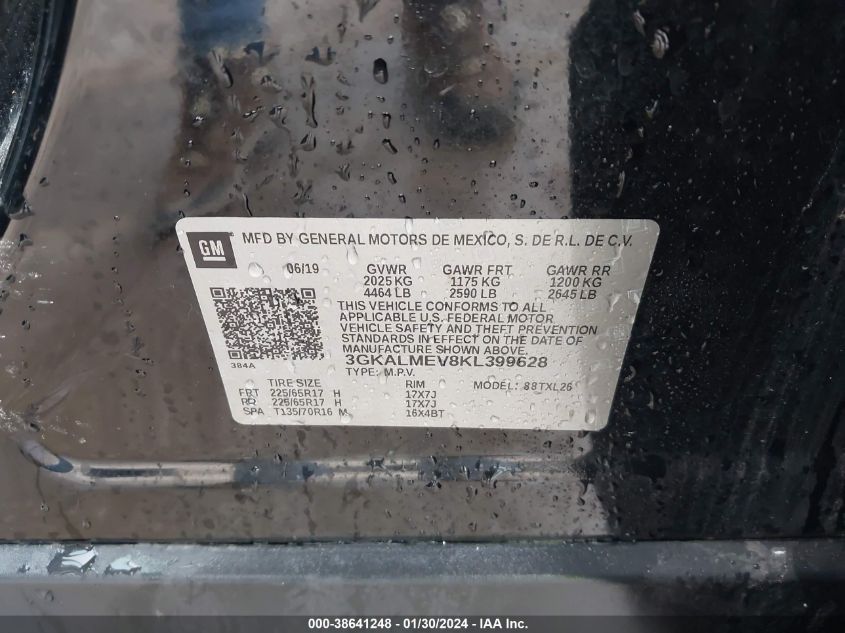 GM MFD BY GENERAL MOTORS DE MEXICO, S. DE R.L. DE C.V.
06/19 GVWR GAWR FRT GAWR RR
2025 KG 1175 KG 1200 KG
4464 LB 2590 LB 2645 LB
THIS VEHICLE CONFORMS TO ALL
APPLICABLE U.S. FEDERAL MOTOR
VEHICLE SAFETY AND THEFT PREVENTION
STANDARDS IN EFFECT ON THE DATE OF
MANUFACTURE SHOWN ABOVE.
384A 3GKALMEV8KL399628
TYPE: M.P.V. MODEL: 88TXL26
TIRE SIZE RIM
FRT 225/65R17 H 17X7J
RR 225/65R17 H 17X7J
SPA T135/70R16 M 16X4BT
000-38641248 - 01/30/2024 - IAA Inc.